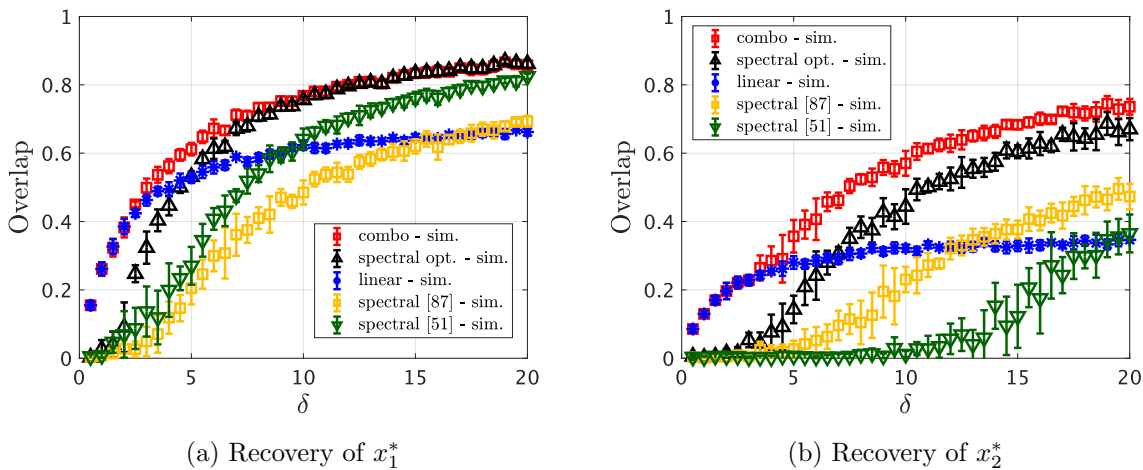 1
0.8
0.6
0.4
0.2
0
0 5 10 15 20
Overlap
δ
combo - sim.
spectral opt. - sim.
linear - sim.
spectral [87] - sim.
spectral [51] - sim.
(a) Recovery of x₁*
1
0.8
0.6
0.4
0.2
0
0 5 10 15 20
Overlap
δ
combo - sim.
spectral opt. - sim.
linear - sim.
spectral [87] - sim.
spectral [51] - sim.
(b) Recovery of x₂*